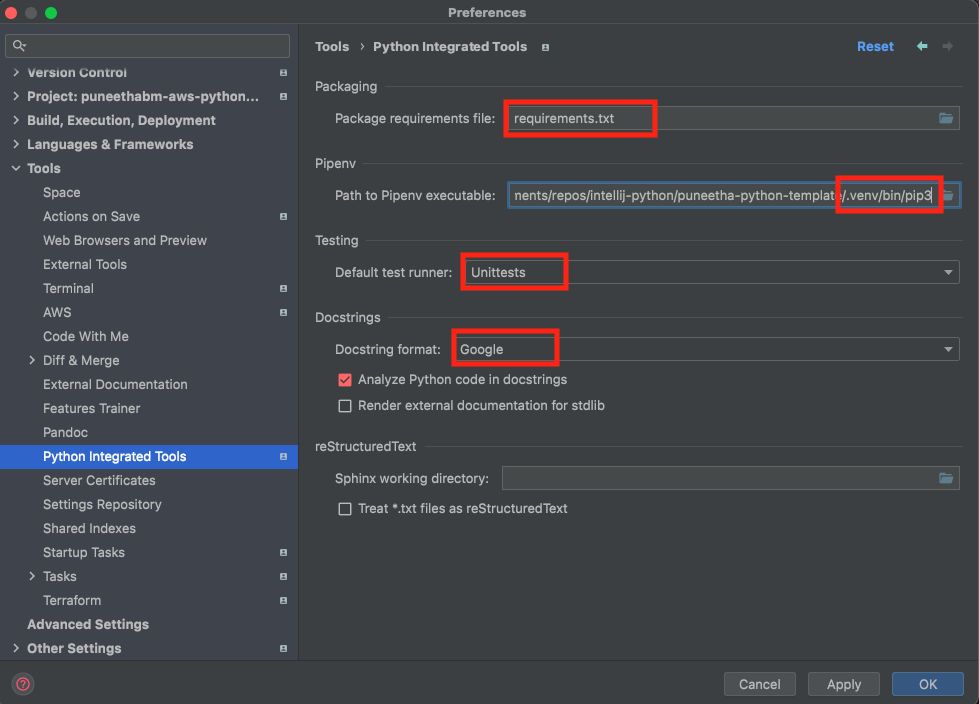 Preferences
Tools › Python Integrated Tools
Reset
Version Control
Project: puneethabm-aws-python...
Build, Execution, Deployment
Languages & Frameworks
Tools
Space
Actions on Save
Web Browsers and Preview
External Tools
Terminal
AWS
Code With Me
Diff & Merge
External Documentation
Features Trainer
Pandoc
Python Integrated Tools
Server Certificates
Settings Repository
Shared Indexes
Startup Tasks
Tasks
Terraform
Advanced Settings
Other Settings
Packaging
Package requirements file: requirements.txt
Pipenv
Path to Pipenv executable: nents/repos/intellij-python/puneetha-python-template/.venv/bin/pip3
Testing
Default test runner: Unittests
Docstrings
Docstring format: Google
Analyze Python code in docstrings
Render external documentation for stdlib
reStructuredText
Sphinx working directory:
Treat *.txt files as reStructuredText
?
Cancel
Apply
OK